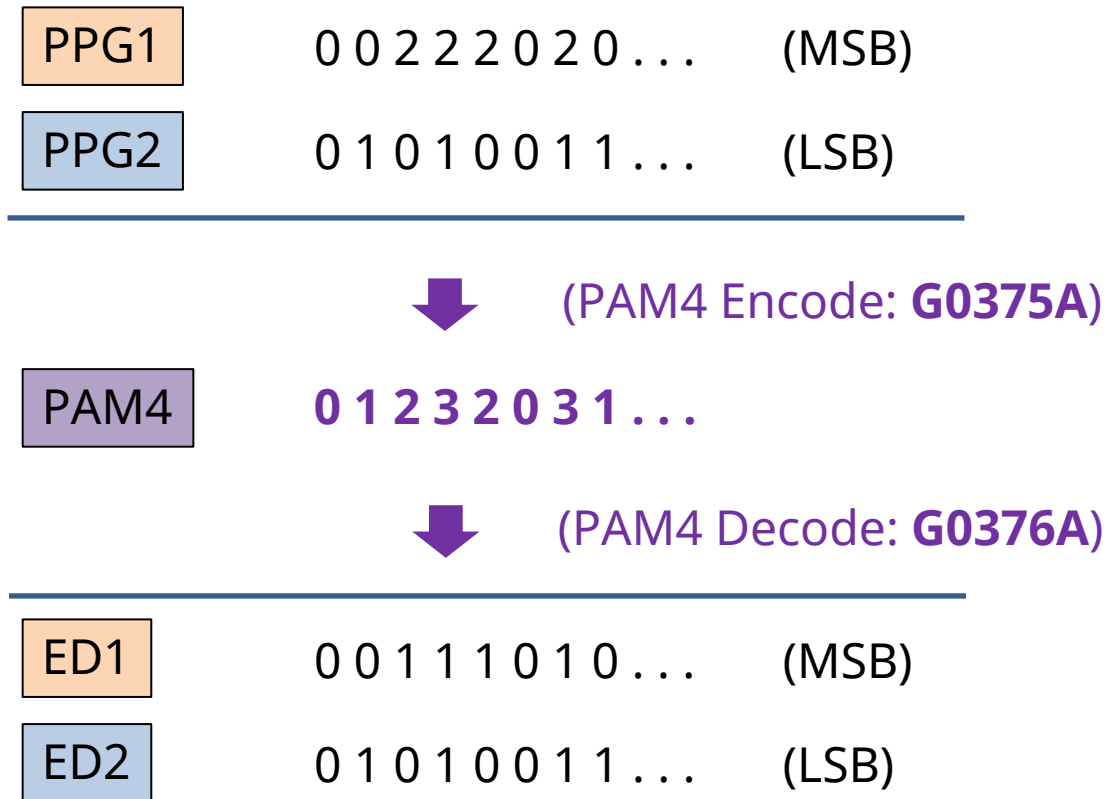 PPG1 0 0 2 2 2 0 2 0 . . . (MSB)
PPG2 0 1 0 1 0 0 1 1 . . . (LSB)
(PAM4 Encode: G0375A)
PAM4 0 1 2 3 2 0 3 1 . . .
(PAM4 Decode: G0376A)
ED1 0 0 1 1 1 0 1 0 . . . (MSB)
ED2 0 1 0 1 0 0 1 1 . . . (LSB)